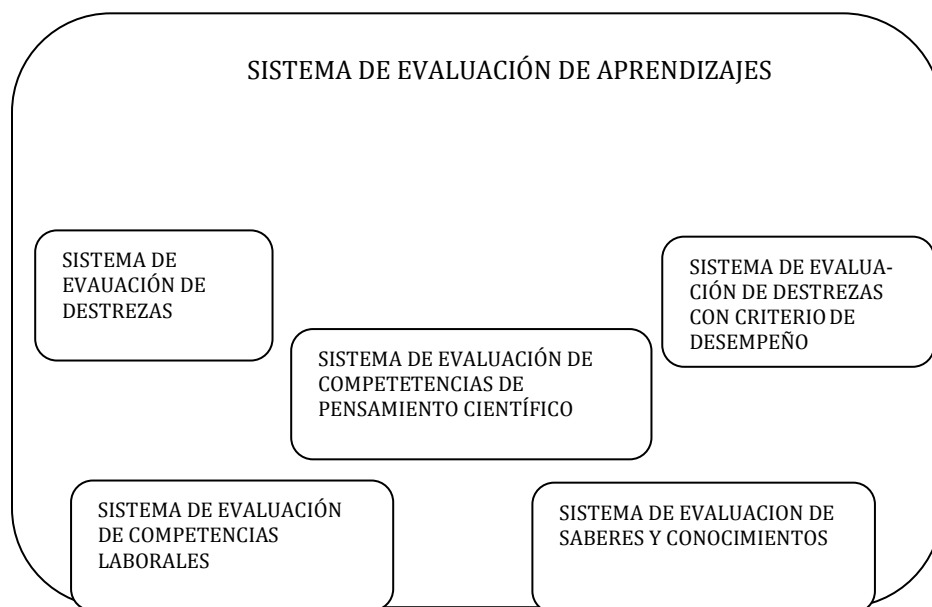 SISTEMA DE EVALUACIÓN DE APRENDIZAJES
SISTEMA DE
EVAUACIÓN DE
DESTREZAS
SISTEMA DE EVALUA-
CIÓN DE DESTREZAS
CON CRITERIO DE
DESEMPEÑO
SISTEMA DE EVALUACIÓN DE
COMPETETENCIAS DE
PENSAMIENTO CIENTÍFICO
SISTEMA DE EVALUACIÓN
DE COMPETENCIAS
LABORALES
SISTEMA DE EVALUACION DE
SABERES Y CONOCIMIENTOS